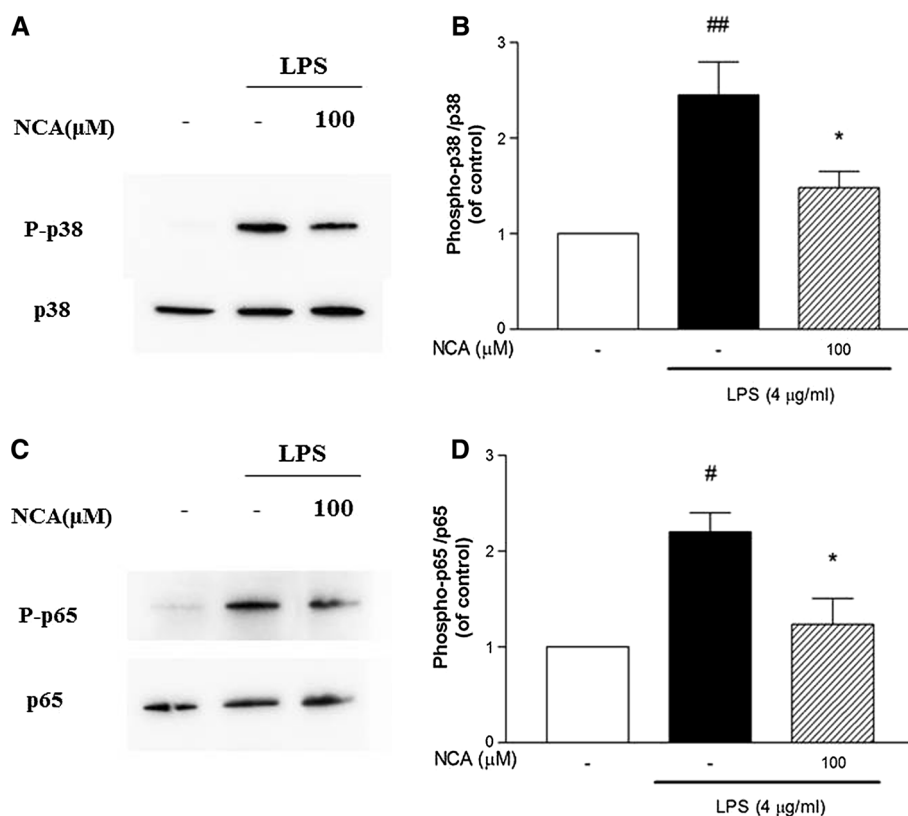 A
LPS
NCA(μM) - - 100
P-p38
p38
B
Phospho-p38 /p38
(of control)
3
2
1
0
##
*
NCA (μM) - - 100
LPS (4 μg/ml)
C
LPS
NCA(μM) - - 100
P-p65
p65
D
Phospho-p65 /p65
(of control)
3
2
1
0
#
*
NCA (μM) - - 100
LPS (4 μg/ml)